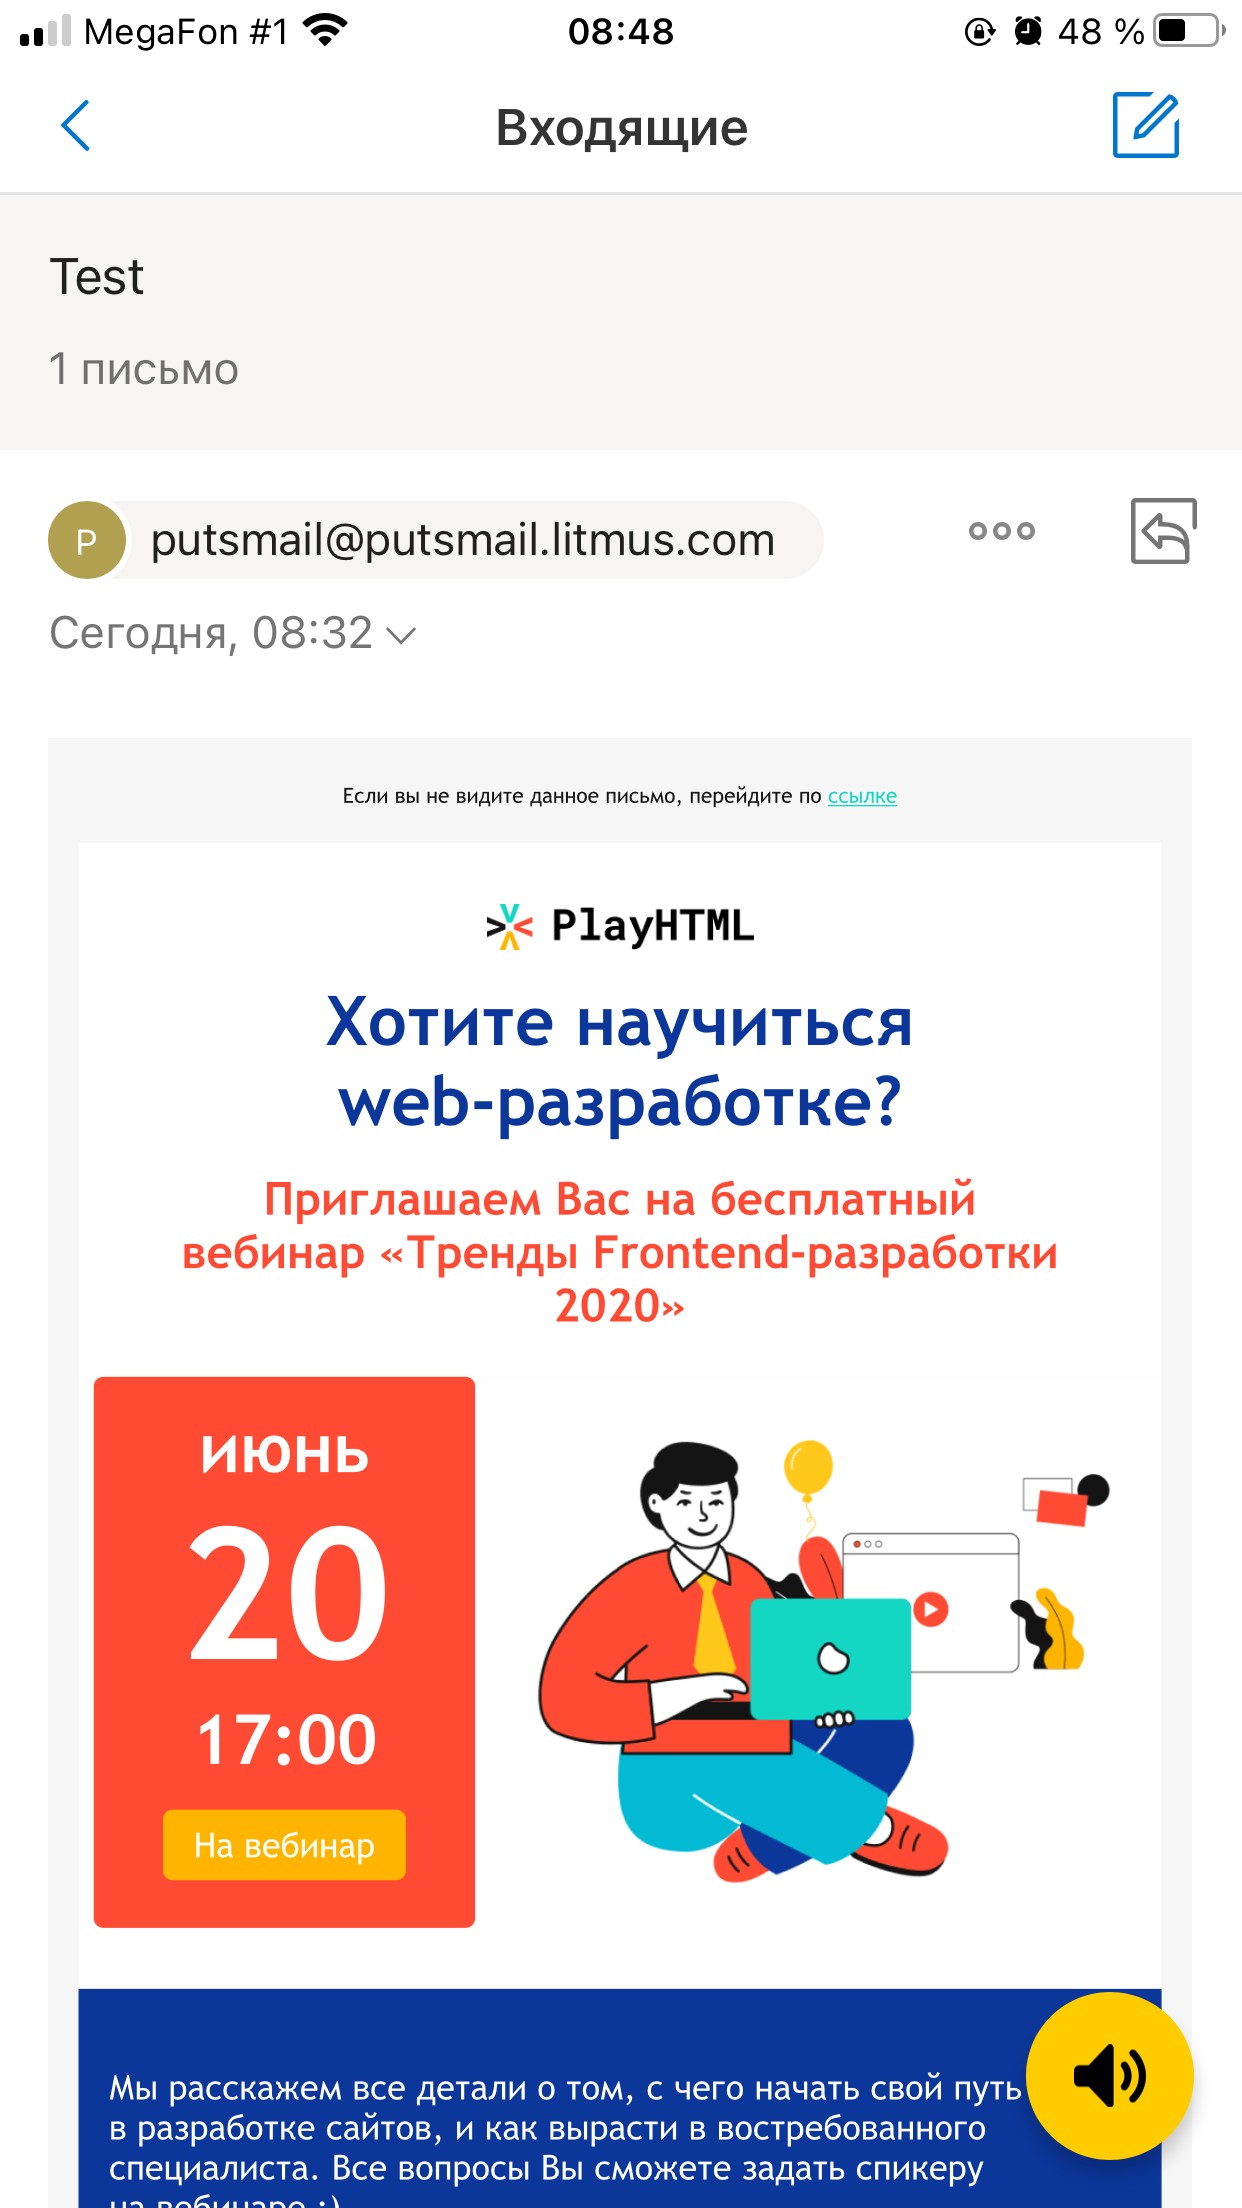 MegaFon #1
08:48
48 %
Входящие
Test
1 письмо
P
putsmail@putsmail.litmus.com
Сегодня, 08:32
Если вы не видите данное письмо, перейдите по ссылке
PlayHTML
Хотите научиться
web-разработке?
Приглашаем Вас на бесплатный
вебинар «Тренды Frontend-разработки
2020»
июнь
20
17:00
На вебинар
Мы расскажем все детали о том, с чего начать свой путь
в разработке сайтов, и как вырасти в востребованного
специалиста. Все вопросы Вы сможете задать спикеру
на вебинаре :)